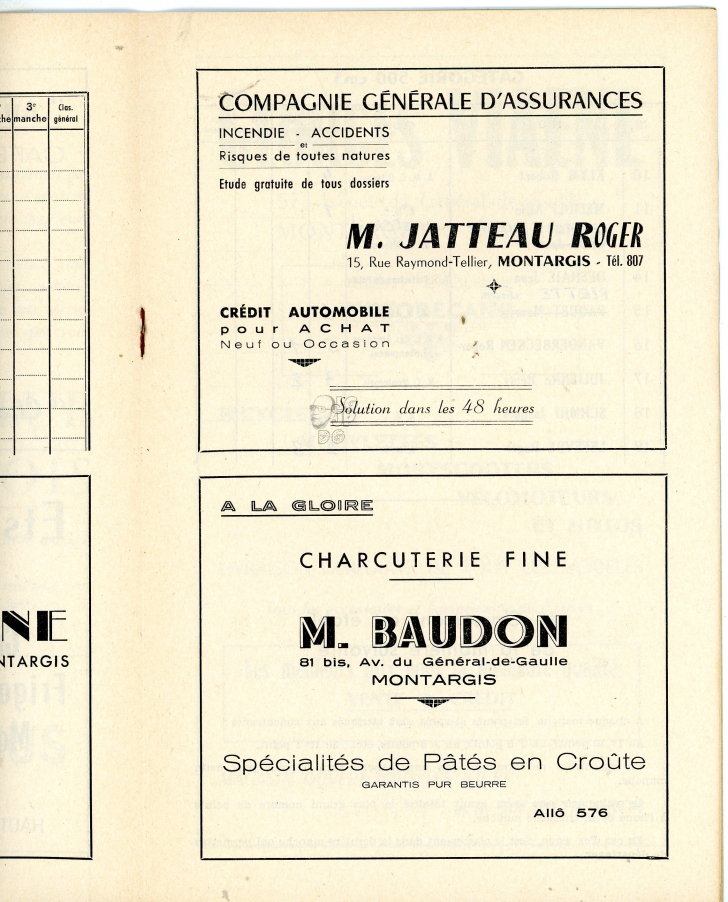 3e
manche
Clas.
général
NE
NTARGIS
COMPAGNIE GÉNÉRALE D'ASSURANCES
INCENDIE - ACCIDENTS
et
Risques de toutes natures
Etude gratuite de tous dossiers
M. JATTEAU ROGER
15, Rue Raymond-Tellier, MONTARGIS - Tél. 807
CRÉDIT AUTOMOBILE
pour ACHAT
Neuf ou Occasion
Solution dans les 48 heures
A LA GLOIRE
CHARCUTERIE FINE
M. BAUDON
81 bis, Av. du Général-de-Gaulle
MONTARGIS
Spécialités de Pâtés en Croûte
GARANTIS PUR BEURRE
Allô 576